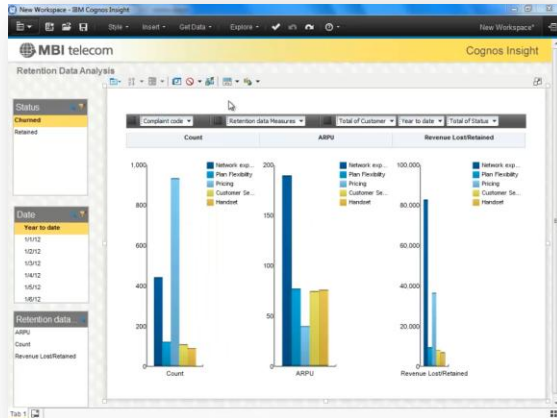 New Workspace - IBM Cognos Insight
Style Insert Get Data Explore New Workspace*
MBI telecom
Cognos Insight
Retention Data Analysis
Status
Churned
Retained
Date
Year to date
1/1/12
1/2/12
1/3/12
1/4/12
1/5/12
1/6/12
Retention data...
ARPU
Count
Revenue Lost/Retained
Complaint code Retention data Measures Total of Customer Year to date Total of Status
Count ARPU Revenue Lost/Retained
1,000
800
600
400
200
0
Count
Network exp...
Plan Flexibility
Pricing
Customer Se...
Handset
200
150
100
50
0
ARPU
Network exp...
Plan Flexibility
Pricing
Customer Se...
Handset
100,000
80,000
60,000
40,000
20,000
0
Revenue Lost/Retained
Network exp...
Plan Flexibility
Pricing
Customer Se...
Handset
Tab 1